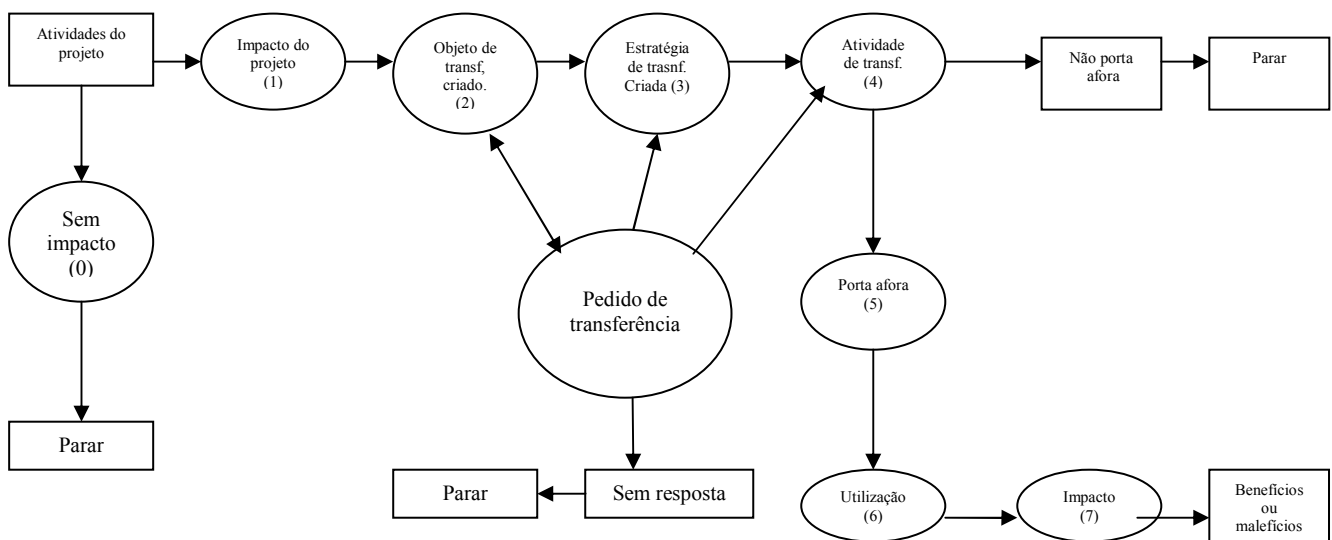 Atividades do
projeto
Impacto do
projeto
(1)
Objeto de
transf,
criado.
(2)
Estratégia
de trasnf.
Criada (3)
Atividade
de transf.
(4)
Não porta
afora
Parar
Sem
impacto
(0)
Pedido de
transferência
Porta afora
(5)
Parar
Parar
Sem resposta
Utilização
(6)
Impacto
(7)
Benefícios
ou
malefícios